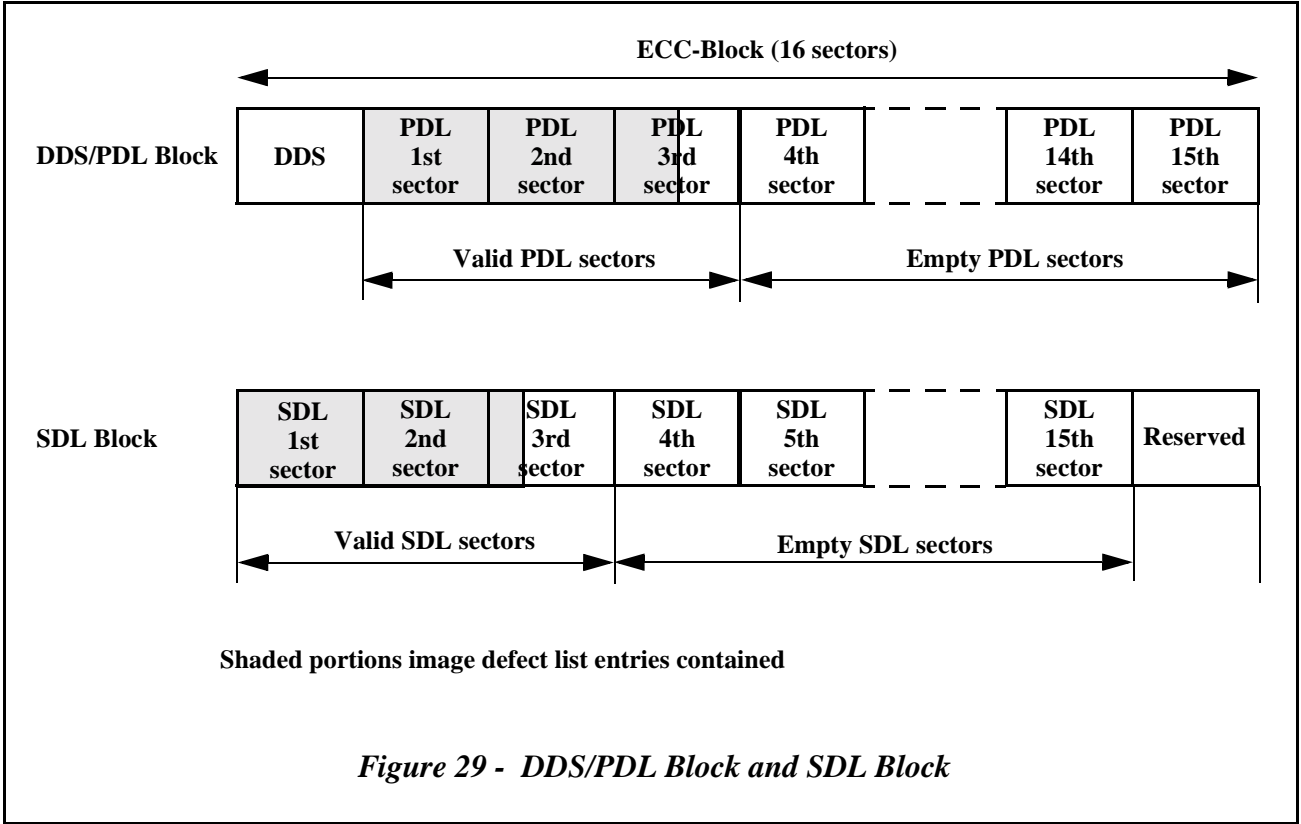 ECC-Block (16 sectors)
DDS/PDL Block
DDS
PDL
1st
sector
PDL
2nd
sector
PDL
3rd
sector
PDL
4th
sector
PDL
14th
sector
PDL
15th
sector
Valid PDL sectors
Empty PDL sectors
SDL Block
SDL
1st
sector
SDL
2nd
sector
SDL
3rd
sector
SDL
4th
sector
SDL
5th
sector
SDL
15th
sector
Reserved
Valid SDL sectors
Empty SDL sectors
Shaded portions image defect list entries contained
Figure 29 - DDS/PDL Block and SDL Block